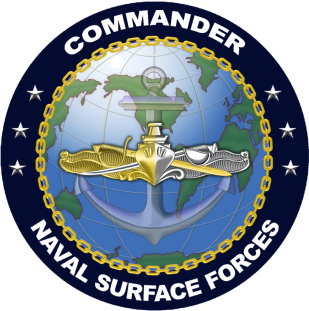 COMMANDER
NAVAL SURFACE FORCES